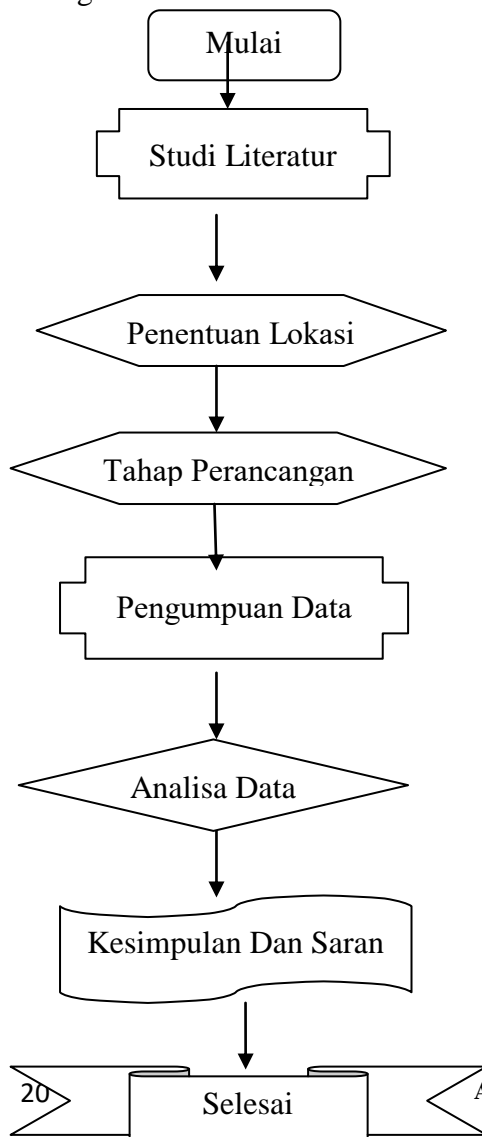 Mulai
Studi Literatur
Penentuan Lokasi
Tahap Perancangan
Pengumpuan Data
Analisa Data
Kesimpulan Dan Saran
20
Selesai
A